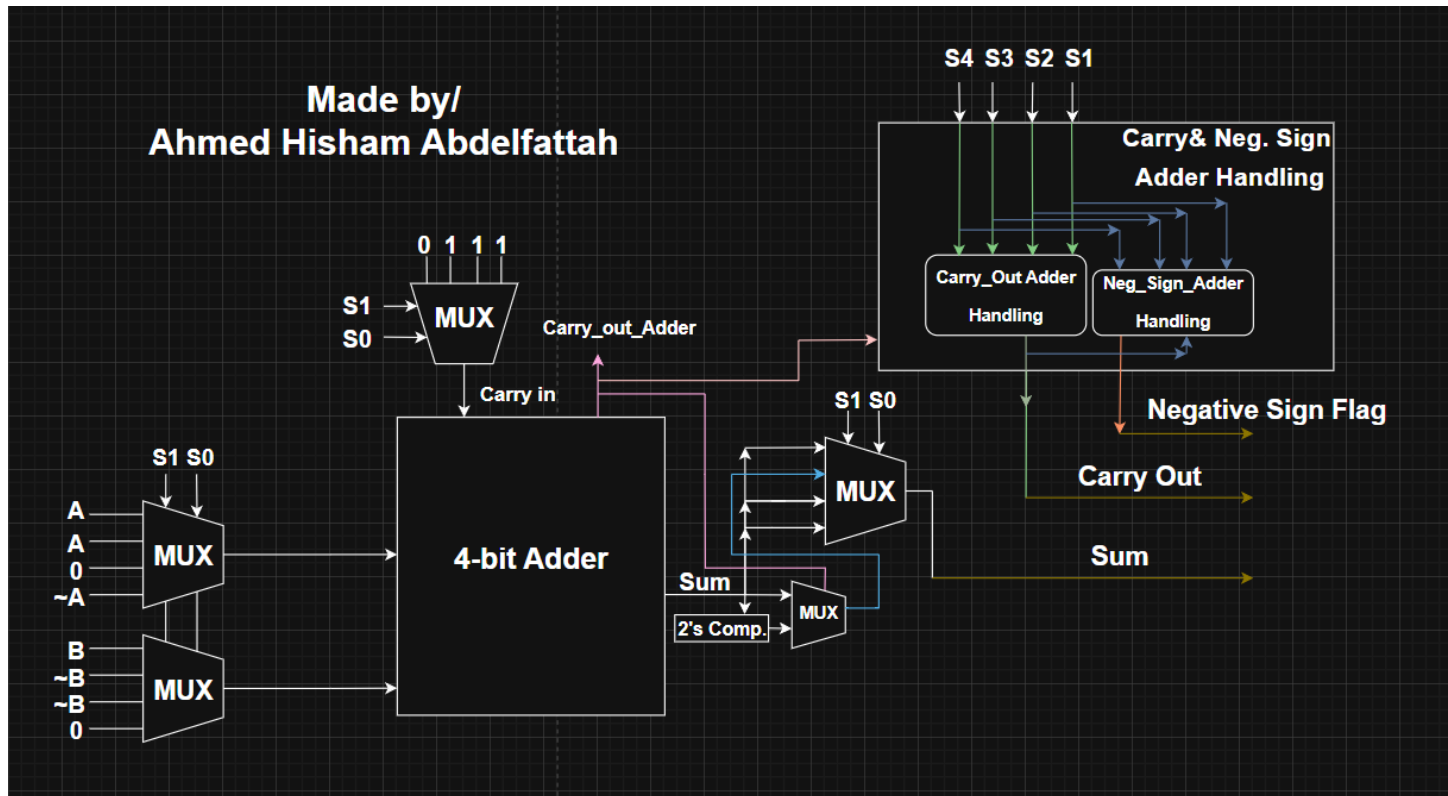 Made by/
Ahmed Hisham Abdelfattah
S4 S3 S2 S1
Carry& Neg. Sign
Adder Handling
Carry_Out Adder
Handling
Neg_Sign_Adder
Handling
0 1 1 1
S1
S0
MUX
Carry in
Carry_out_Adder
Negative Sign Flag
Carry Out
Sum
S1 S0
MUX
S1 S0
A
A
0
~A
MUX
B
~B
~B
0
MUX
4-bit Adder
Sum
2's Comp.
MUX